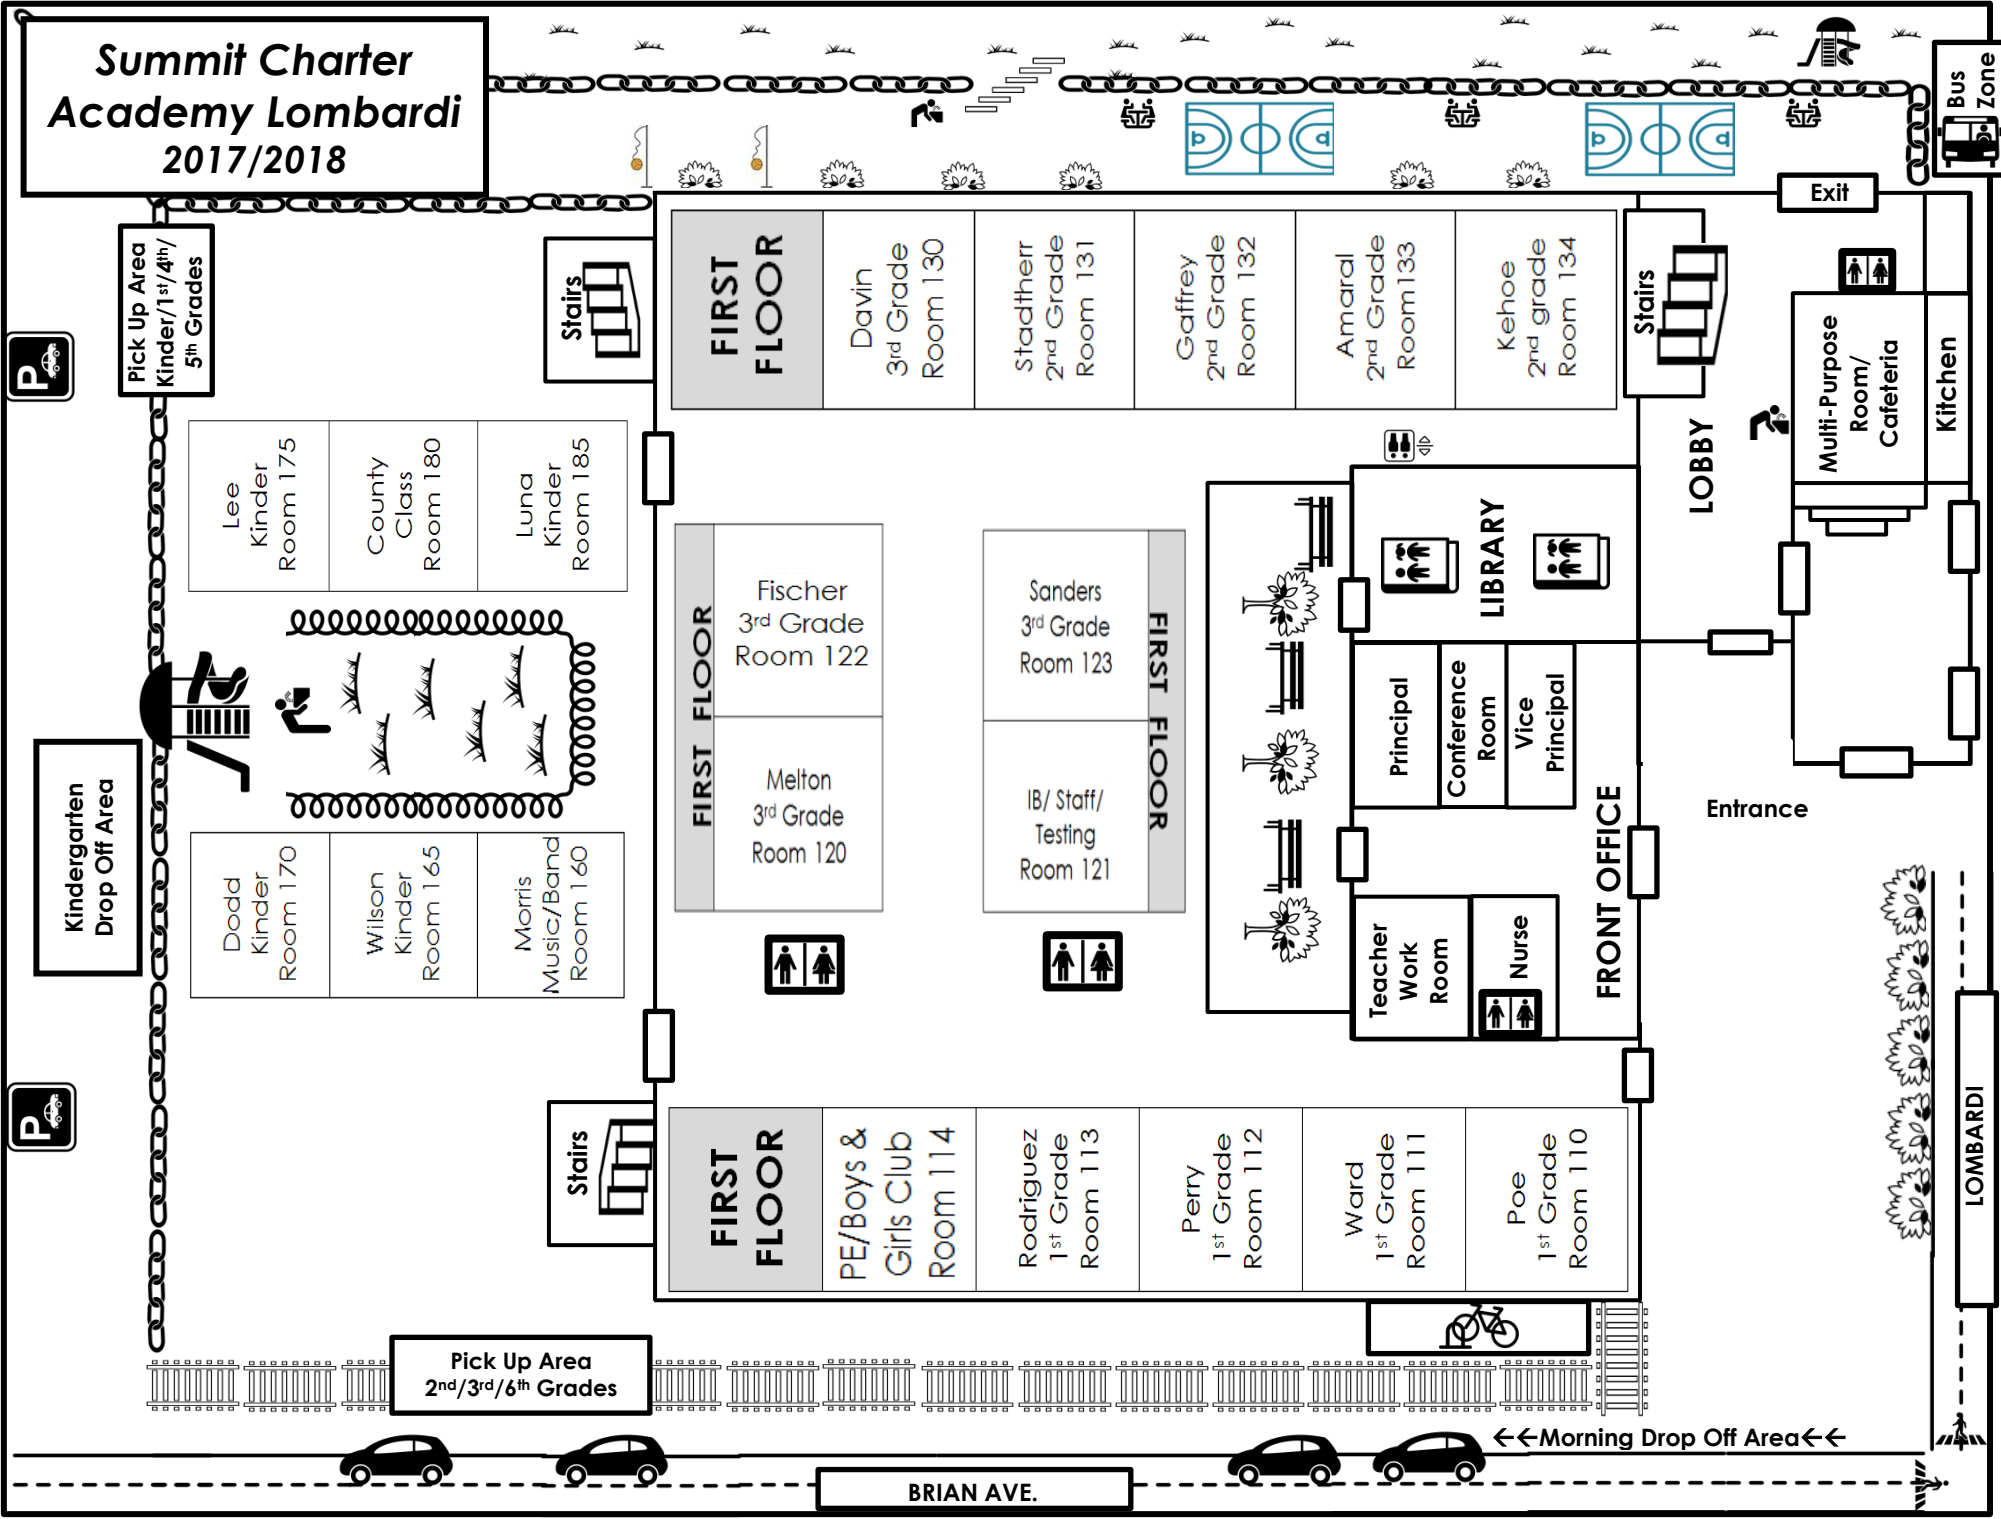 Summit Charter
Academy Lombardi
2017/2018
Bus
Zone
Exit
Pick Up Area
Kinder/1st/4th/
5th Grades
P
Stairs
FIRST
FLOOR
Davin
3rd Grade
Room 130
Stadtherr
2nd Grade
Room 131
Gaffrey
2nd Grade
Room 132
Amaral
2nd Grade
Room133
Kehoe
2nd grade
Room 134
Stairs
LOBBY
Multi-Purpose
Room/
Cafeteria
Kitchen
Lee
Kinder
Room 175
County
Class
Room 180
Luna
Kinder
Room 185
FIRST FLOOR
Fischer
3rd Grade
Room 122
Sanders
3rd Grade
Room 123
FIRST FLOOR
LIBRARY
Principal
Conference
Room
Vice
Principal
Kindergarten
Drop Off Area
Melton
3rd Grade
Room 120
IB/ Staff/
Testing
Room 121
FRONT OFFICE
Entrance
Dodd
Kinder
Room 170
Wilson
Kinder
Room 165
Morris
Music/Band
Room 160
Teacher
Work
Room
Nurse
P
Stairs
FIRST
FLOOR
PE/Boys &
Girls Club
Room 114
Rodriguez
1st Grade
Room 113
Perry
1st Grade
Room 112
Ward
1st Grade
Room 111
Poe
1st Grade
Room 110
LOMBARDI
Pick Up Area
2nd/3rd/6th Grades
←←Morning Drop Off Area←←
BRIAN AVE.